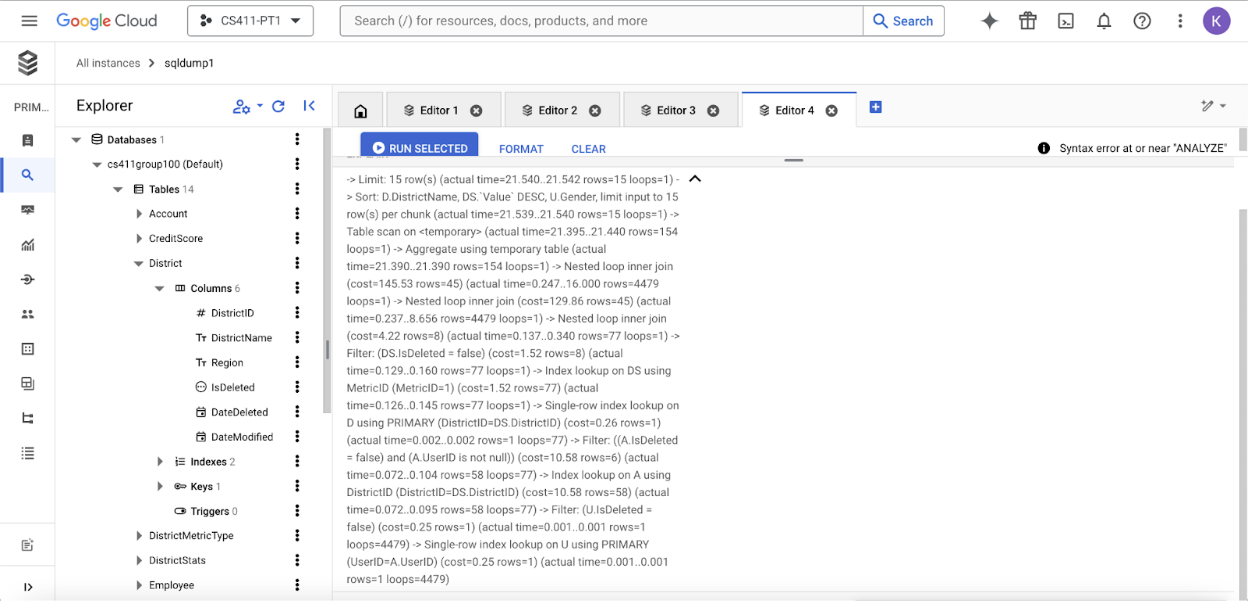 Google Cloud
CS411-PT1
Search (/) for resources, docs, products, and more
Search
K
All instances > sqldump1
PRIM...
Explorer
Editor 1
Editor 2
Editor 3
Editor 4
RUN SELECTED
FORMAT
CLEAR
Syntax error at or near "ANALYZE"
Databases 1
cs411group100 (Default)
Tables 14
Account
CreditScore
District
Columns 6
DistrictID
DistrictName
Region
IsDeleted
DateDeleted
DateModified
Indexes 2
Keys 1
Triggers 0
DistrictMetricType
DistrictStats
Employee
EXPLAIN
-> Limit: 15 row(s) (actual time=21.540..21.542 rows=15 loops=1) -
> Sort: D.DistrictName, DS.`Value` DESC, U.Gender, limit input to 15
row(s) per chunk (actual time=21.539..21.540 rows=15 loops=1) ->
Table scan on <temporary> (actual time=21.395..21.440 rows=154
loops=1) -> Aggregate using temporary table (actual
time=21.390..21.390 rows=154 loops=1) -> Nested loop inner join
(cost=145.53 rows=45) (actual time=0.247..16.000 rows=4479
loops=1) -> Nested loop inner join (cost=129.86 rows=45) (actual
time=0.237..8.656 rows=4479 loops=1) -> Nested loop inner join
(cost=4.22 rows=8) (actual time=0.137..0.340 rows=77 loops=1) ->
Filter: (DS.IsDeleted = false) (cost=1.52 rows=8) (actual
time=0.129..0.160 rows=77 loops=1) -> Index lookup on DS using
MetricID (MetricID=1) (cost=1.52 rows=77) (actual
time=0.126..0.145 rows=77 loops=1) -> Single-row index lookup on
D using PRIMARY (DistrictID=DS.DistrictID) (cost=0.26 rows=1)
(actual time=0.002..0.002 rows=1 loops=77) -> Filter: ((A.IsDeleted
= false) and (A.UserID is not null)) (cost=10.58 rows=6) (actual
time=0.072..0.104 rows=58 loops=77) -> Index lookup on A using
DistrictID (DistrictID=DS.DistrictID) (cost=10.58 rows=58) (actual
time=0.072..0.095 rows=58 loops=77) -> Filter: (U.IsDeleted =
false) (cost=0.25 rows=1) (actual time=0.001..0.001 rows=1
loops=4479) -> Single-row index lookup on U using PRIMARY
(UserID=A.UserID) (cost=0.25 rows=1) (actual time=0.001..0.001
rows=1 loops=4479)